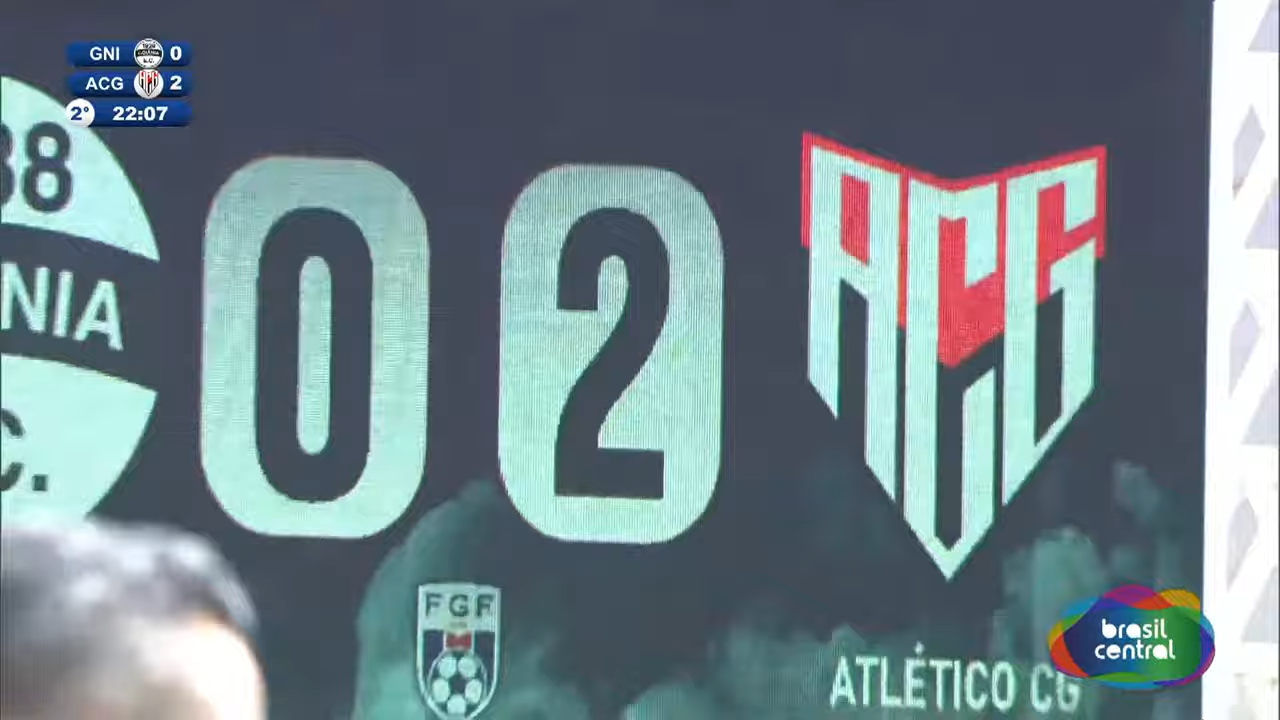 GNI 0
ACG 2
2° 22:07
38
NIA
C.
0 2
ACG
FGF
ATLÉTICO CG
brasil
central